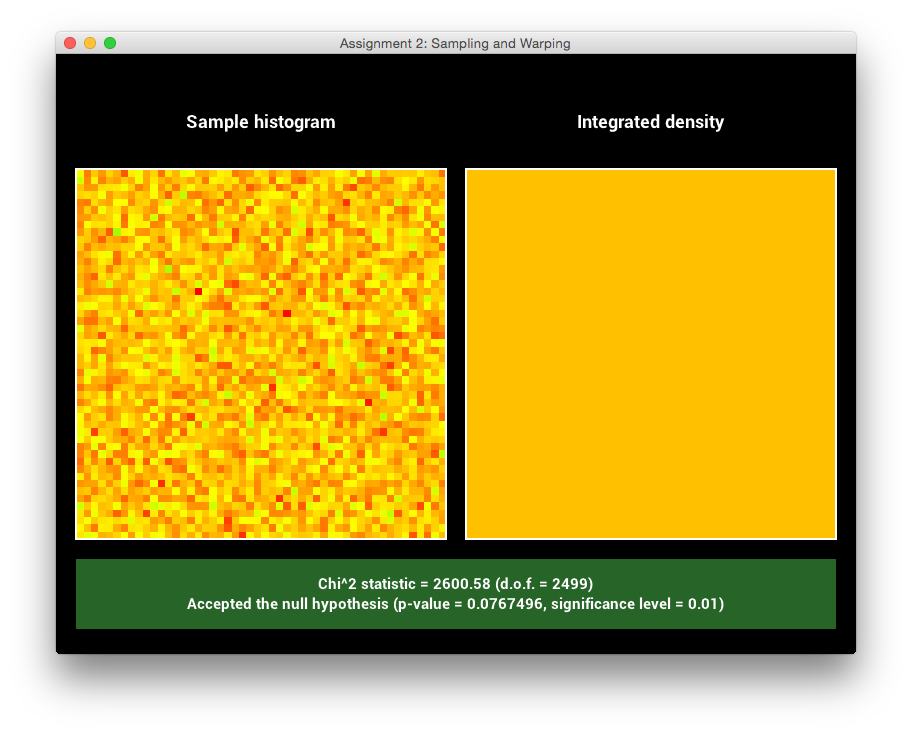 Assignment 2: Sampling and Warping
Sample histogram
Integrated density
Chi^2 statistic = 2600.58 (d.o.f. = 2499)
Accepted the null hypothesis (p-value = 0.0767496, significance level = 0.01)